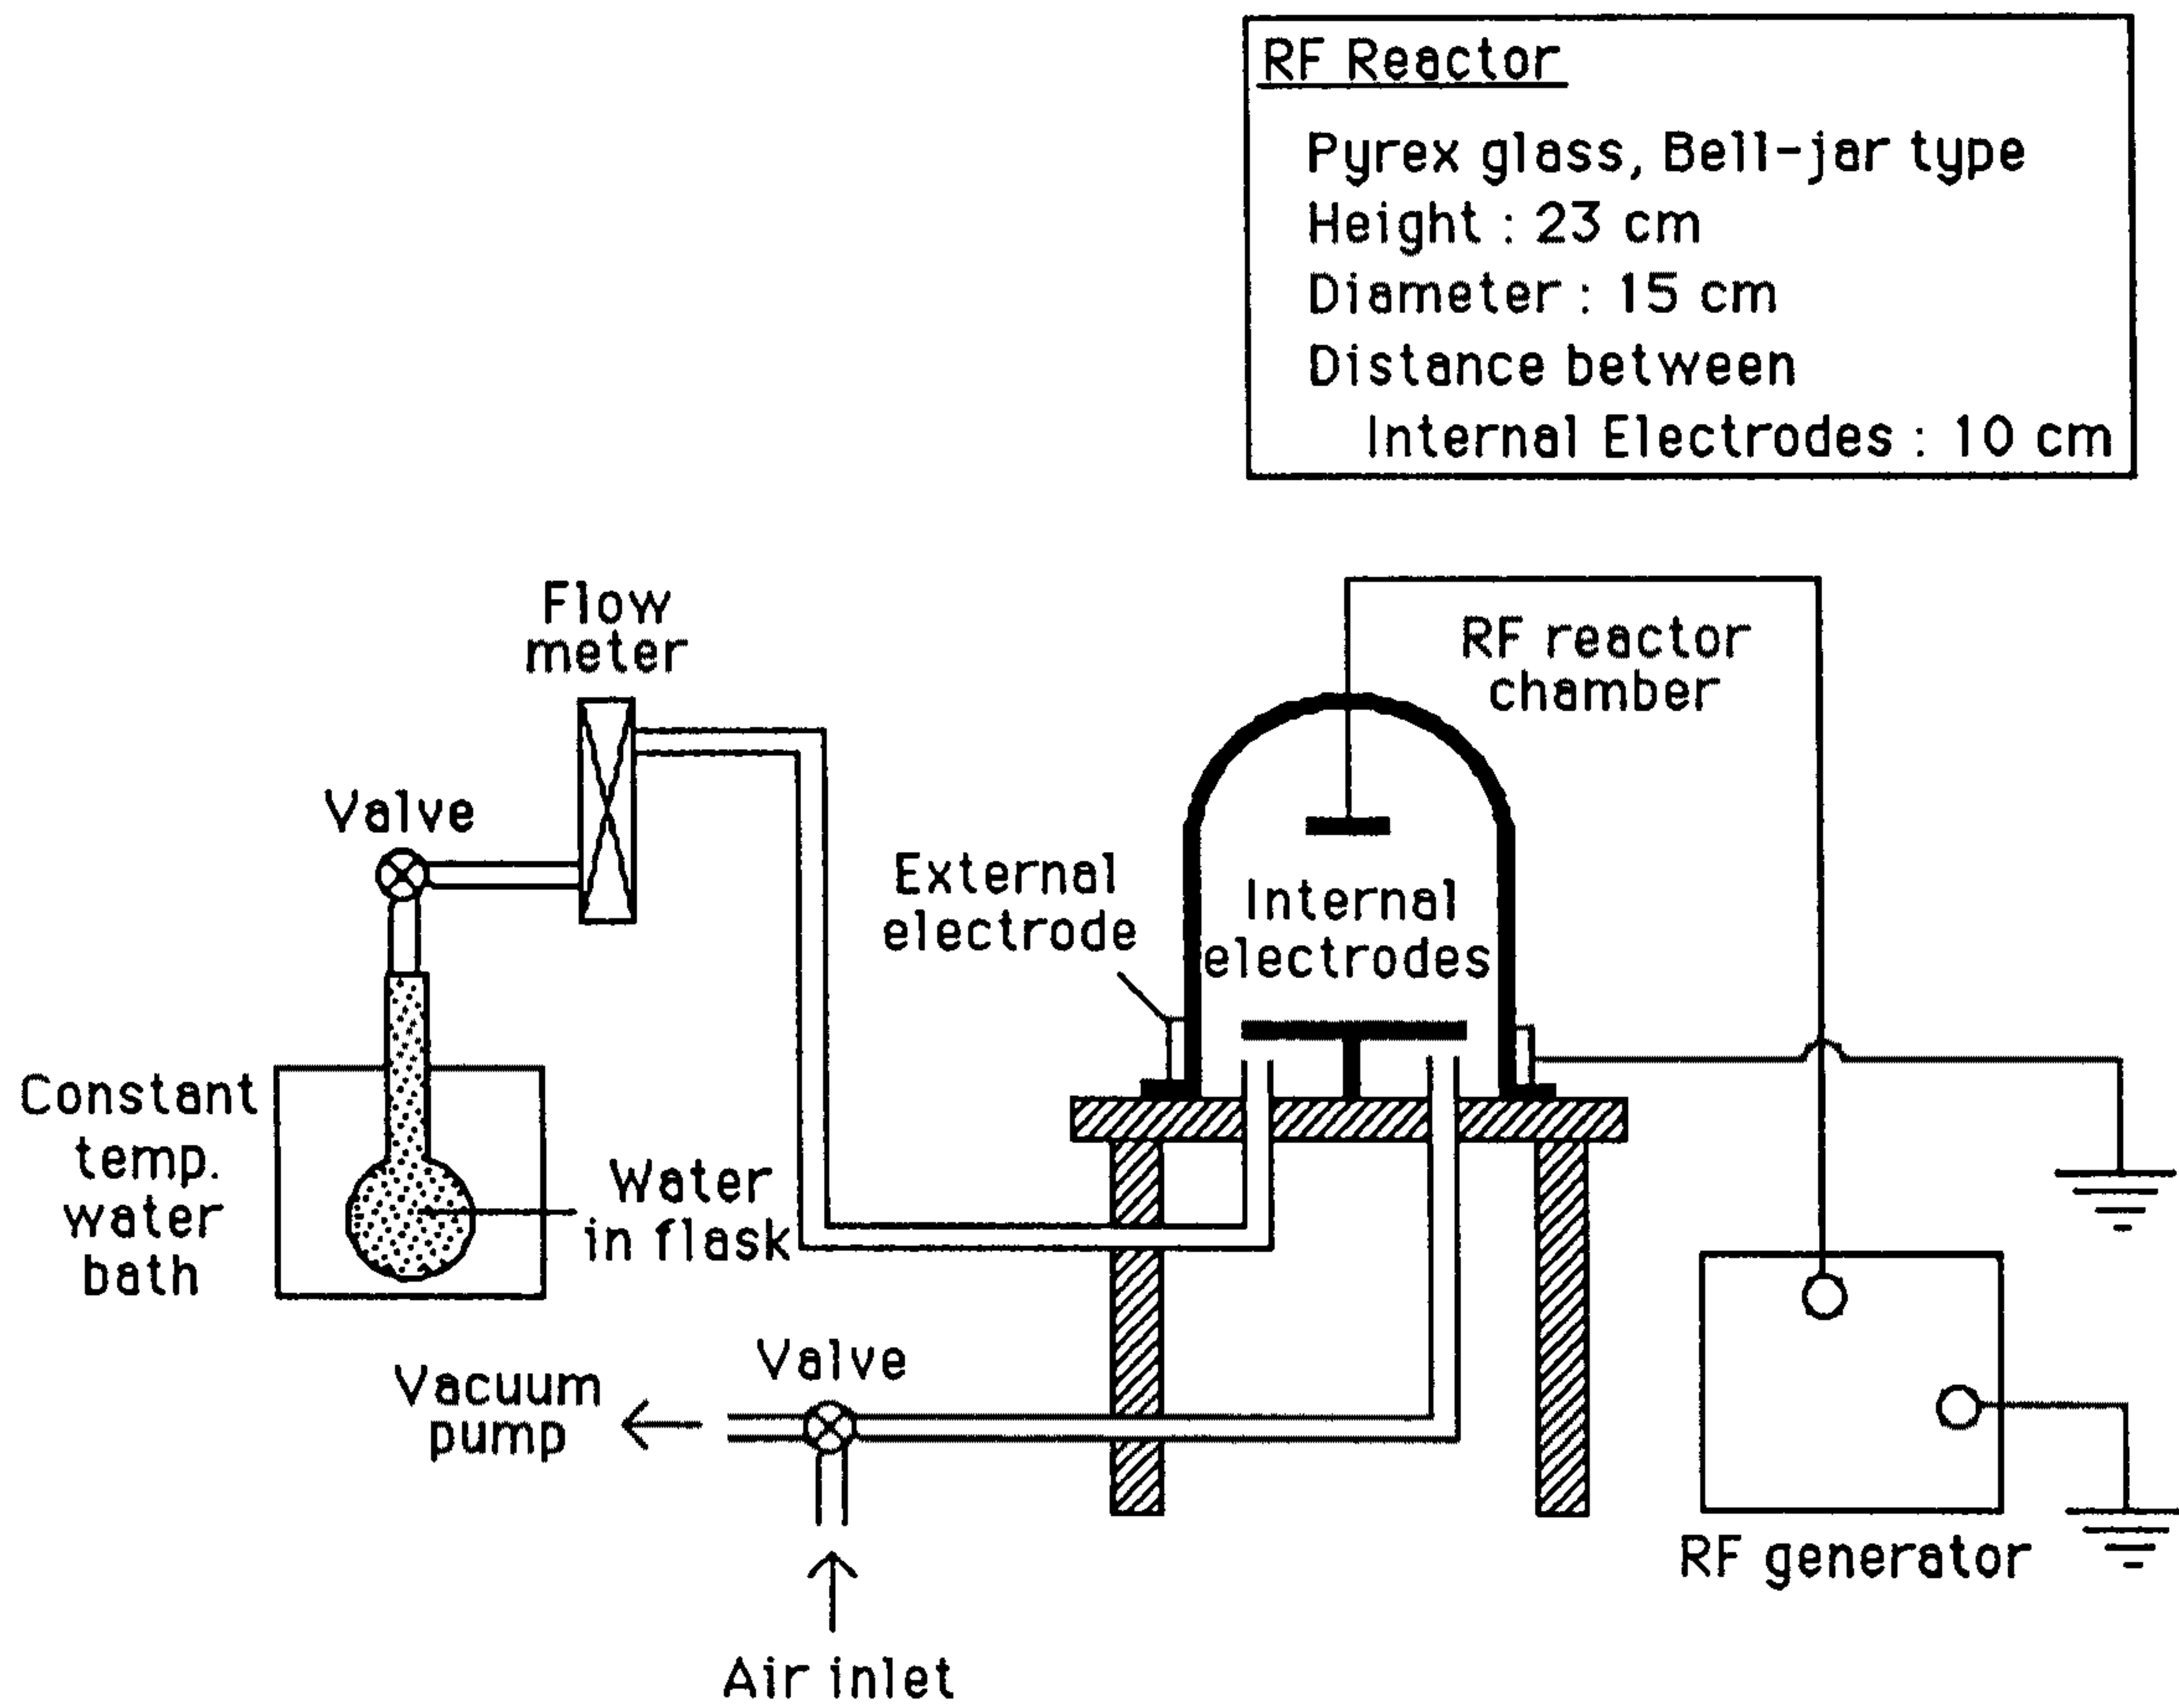 RF Reactor
Pyrex glass, Bell-jar type
Height : 23 cm
Diameter : 15 cm
Distance between
Internal Electrodes : 10 cm
Flow
meter
RF reactor
chamber
Valve
External
electrode
Internal
electrodes
Constant
temp.
water
bath
Water
in flask
Valve
Vacuum
pump
RF generator
Air inlet